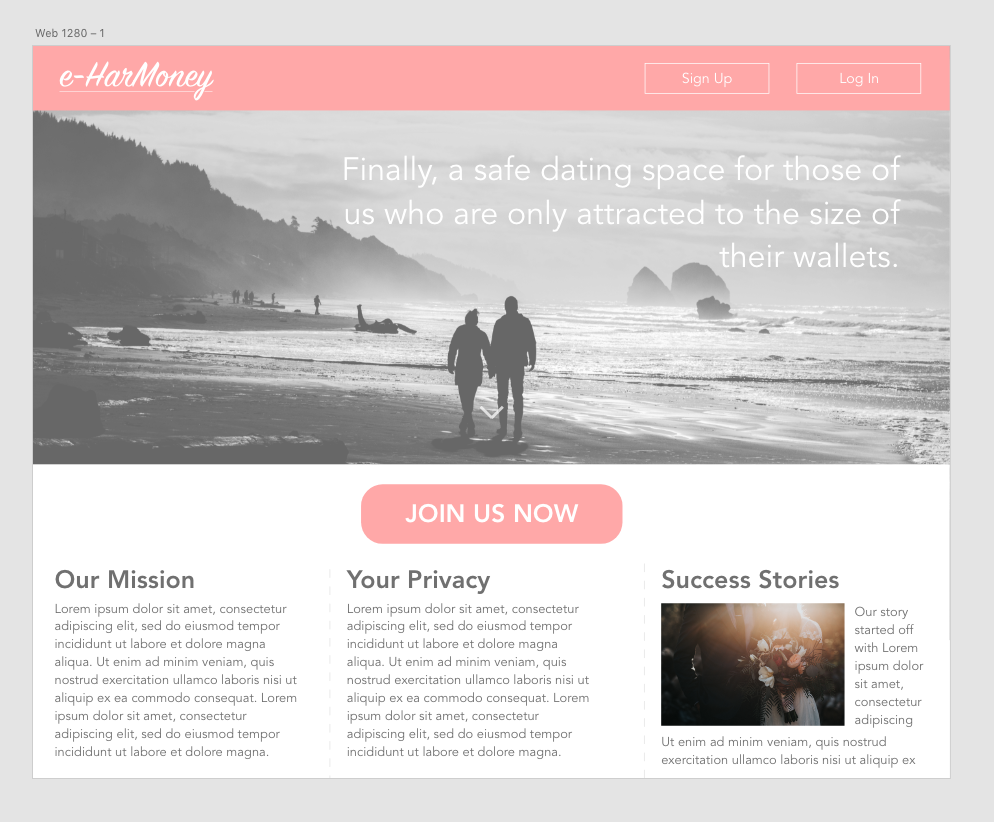 Web 1280 – 1
e-HarMoney
Sign Up
Log In
Finally, a safe dating space for those of
us who are only attracted to the size of
their wallets.
JOIN US NOW
Our Mission
Lorem ipsum dolor sit amet, consectetur
adipiscing elit, sed do eiusmod tempor
incididunt ut labore et dolore magna
aliqua. Ut enim ad minim veniam, quis
nostrud exercitation ullamco laboris nisi ut
aliquip ex ea commodo consequat. Lorem
ipsum dolor sit amet, consectetur
adipiscing elit, sed do eiusmod tempor
incididunt ut labore et dolore magna.
Your Privacy
Lorem ipsum dolor sit amet, consectetur
adipiscing elit, sed do eiusmod tempor
incididunt ut labore et dolore magna
aliqua. Ut enim ad minim veniam, quis
nostrud exercitation ullamco laboris nisi ut
aliquip ex ea commodo consequat. Lorem
ipsum dolor sit amet, consectetur
adipiscing elit, sed do eiusmod tempor
incididunt ut labore et dolore magna.
Success Stories
Our story
started off
with Lorem
ipsum dolor
sit amet,
consectetur
adipiscing
Ut enim ad minim veniam, quis nostrud
exercitation ullamco laboris nisi ut aliquip ex